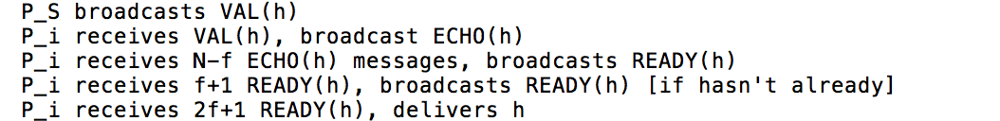 P_S broadcasts VAL(h)
P_i receives VAL(h), broadcast ECHO(h)
P_i receives N-f ECHO(h) messages, broadcasts READY(h)
P_i receives f+1 READY(h), broadcasts READY(h) [if hasn't already]
P_i receives 2f+1 READY(h), delivers h